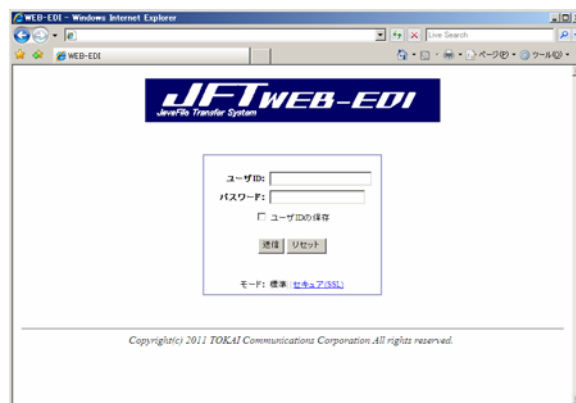 WEB-EDI - Windows Internet Explorer
Live Search
WEB-EDI
ページ(P)
ツール(O)
JFT WEB-EDI
JavaFile Transfer System
ユーザID:
パスワード:
ユーザIDの保存
送信 リセット
モード: 標準 | セキュア(SSL)
Copyright(c) 2011 TOKAI Communications Corporation All rights reserved.